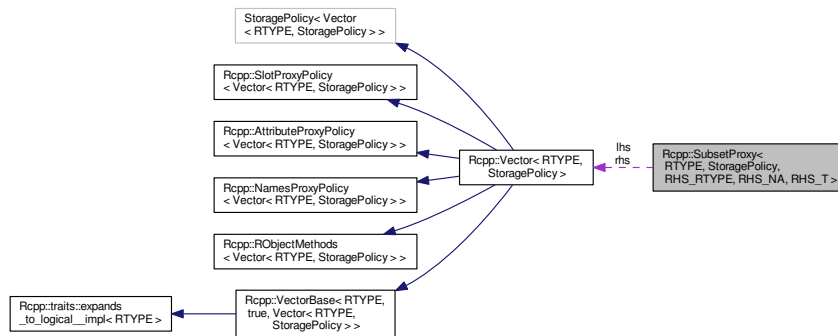 StoragePolicy< Vector
< RTYPE, StoragePolicy > >
Rcpp::SlotProxyPolicy
< Vector< RTYPE, StoragePolicy > >
Rcpp::AttributeProxyPolicy
< Vector< RTYPE, StoragePolicy > >
Rcpp::NamesProxyPolicy
< Vector< RTYPE, StoragePolicy > >
Rcpp::RObjectMethods
< Vector< RTYPE, StoragePolicy > >
Rcpp::traits::expands
_to_logical__impl< RTYPE >
Rcpp::VectorBase< RTYPE,
true, Vector< RTYPE,
StoragePolicy > >
Rcpp::Vector< RTYPE,
StoragePolicy >
lhs
rhs
Rcpp::SubsetProxy<
RTYPE, StoragePolicy,
RHS_RTYPE, RHS_NA, RHS_T >